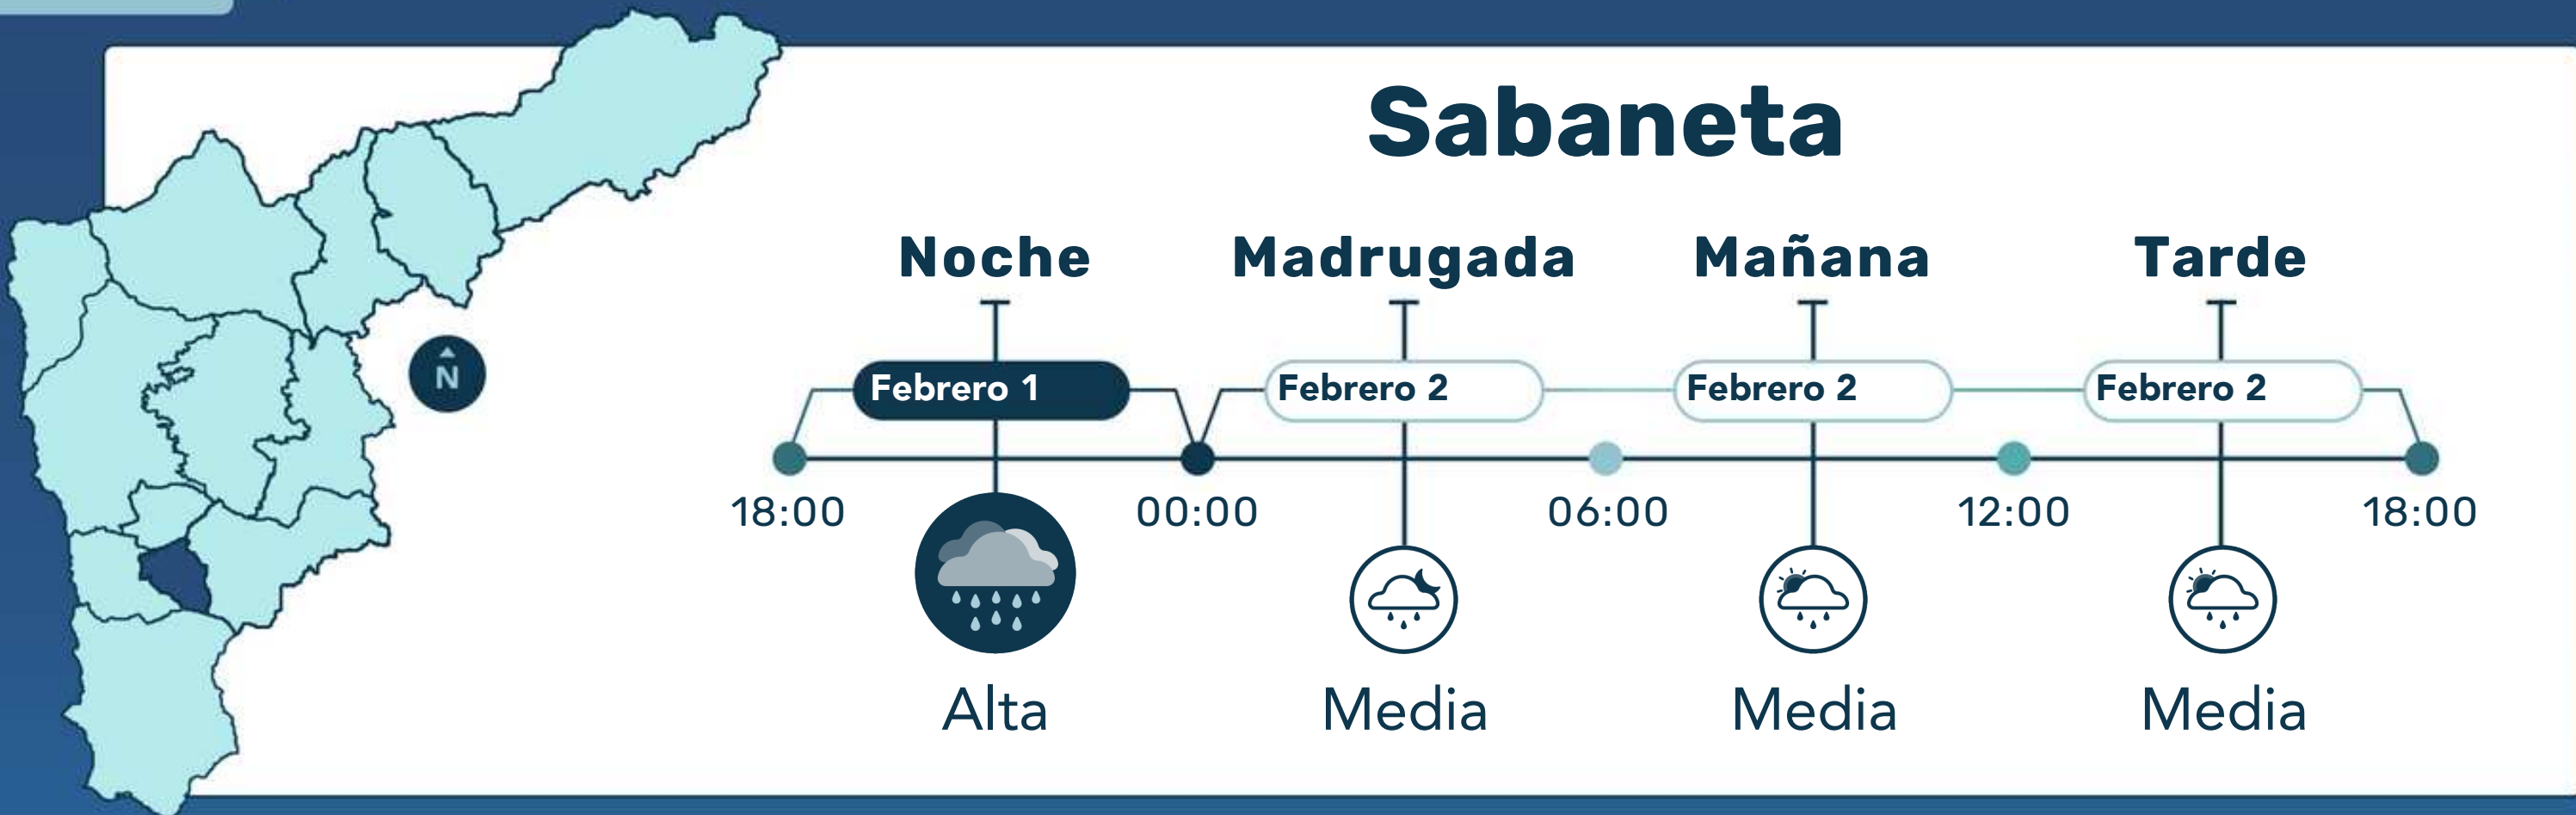 Sabaneta
Noche
Madrugada
Mañana
Tarde
N
Febrero 1
Febrero 2
Febrero 2
Febrero 2
18:00
00:00
06:00
12:00
18:00
Alta
Media
Media
Media